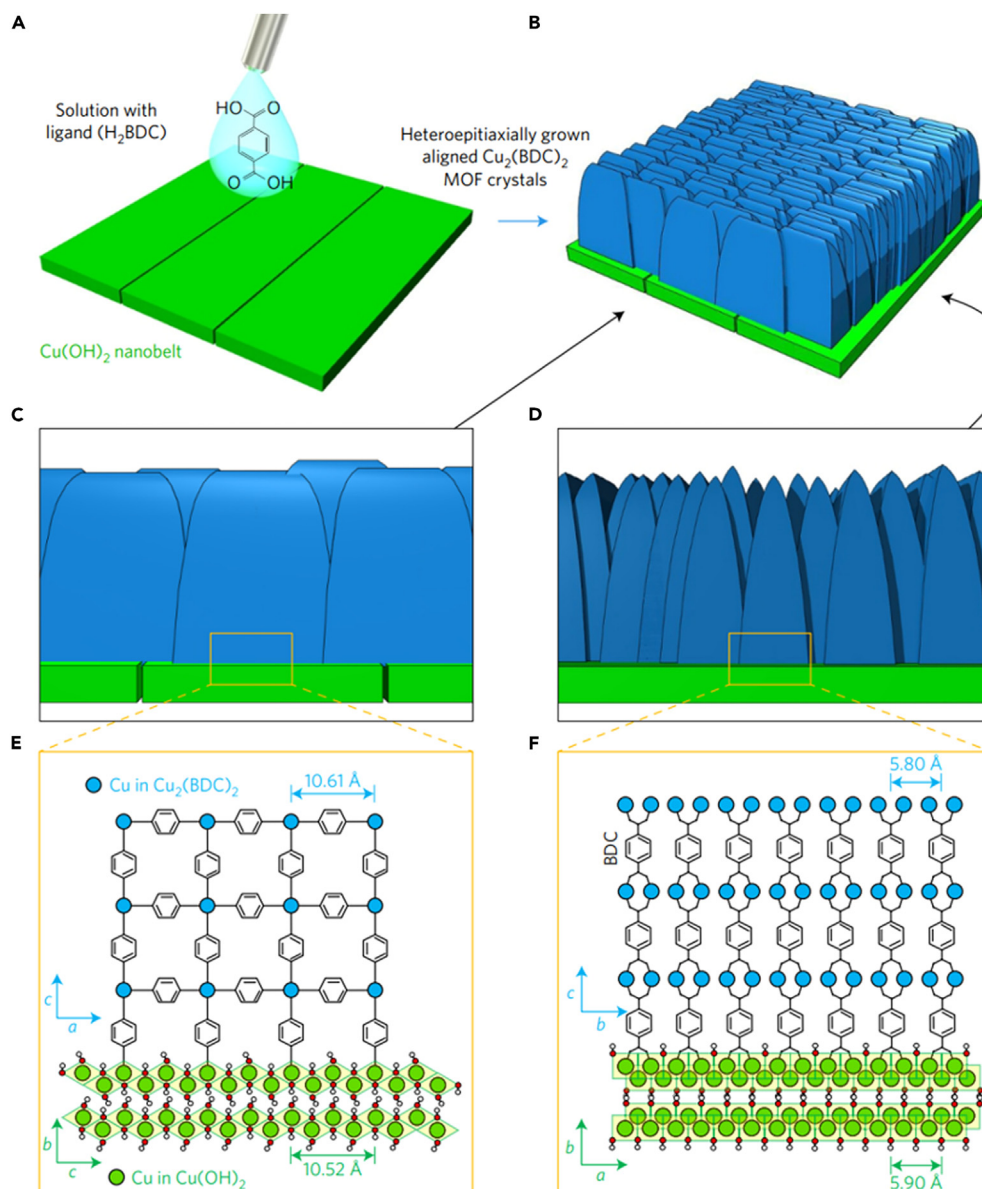 A
B
Solution with
ligand (H₂BDC)
HO
O
O
OH
Heteroepitaxially grown
aligned Cu₂(BDC)₂
MOF crystals
Cu(OH)₂ nanobelt
C
D
E
F
Cu in Cu₂(BDC)₂
10.61 Å
c
a
b
c
10.52 Å
Cu in Cu(OH)₂
5.80 Å
BDC
c
b
b
a
5.90 Å